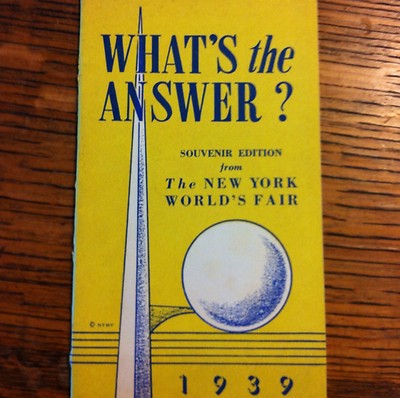 WHAT'S the
ANSWER?
SOUVENIR EDITION
from
The NEW YORK
WORLD'S FAIR
© NYWF
1939